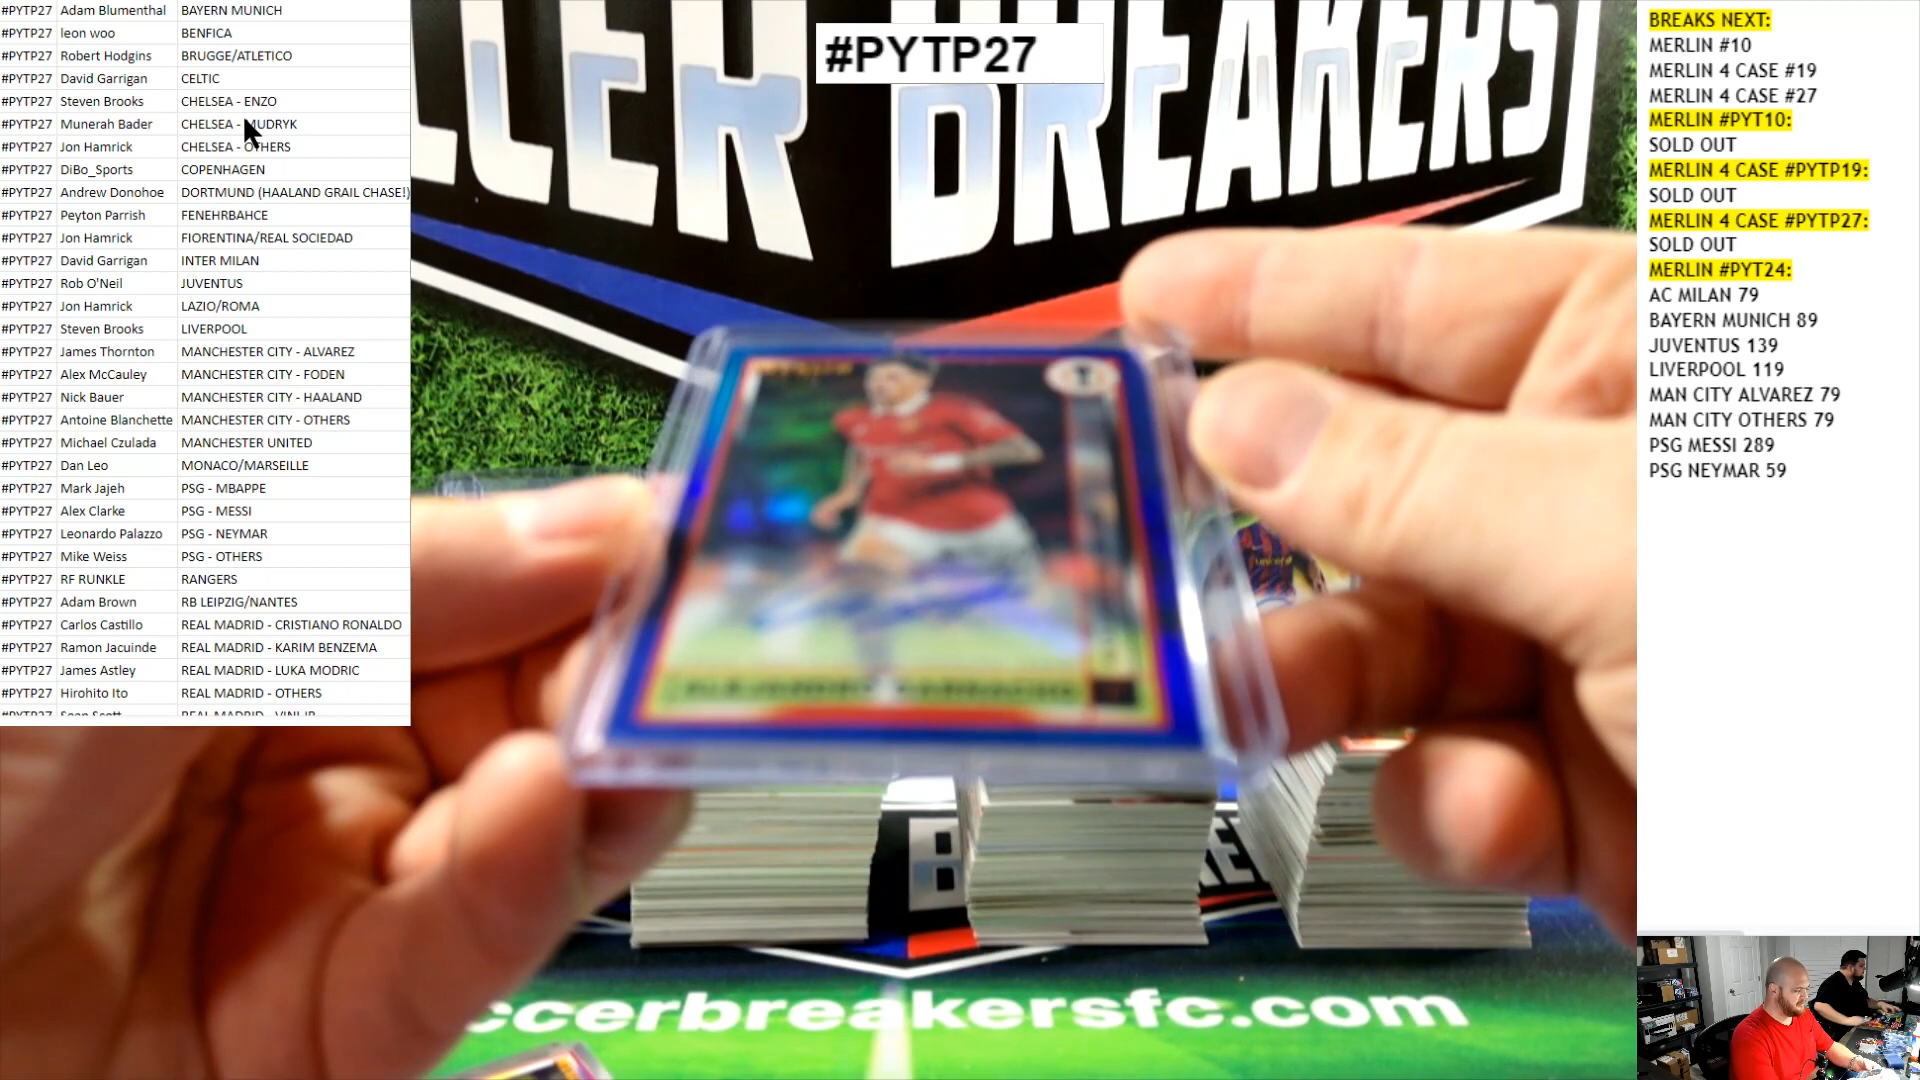 #PYTP27 Adam Blumenthal BAYERN MUNICH
#PYTP27 leon woo BENFICA
#PYTP27 Robert Hodgins BRUGGE/ATLETICO
#PYTP27 David Garrigan CELTIC
#PYTP27 Steven Brooks CHELSEA - ENZO
#PYTP27 Munerah Bader CHELSEA - MUDRYK
#PYTP27 Jon Hamrick CHELSEA - OTHERS
#PYTP27 DiBo_Sports COPENHAGEN
#PYTP27 Andrew Donohoe DORTMUND (HAALAND GRAIL CHASE!)
#PYTP27 Peyton Parrish FENEHRBAHCE
#PYTP27 Jon Hamrick FIORENTINA/REAL SOCIEDAD
#PYTP27 David Garrigan INTER MILAN
#PYTP27 Rob O'Neil JUVENTUS
#PYTP27 Jon Hamrick LAZIO/ROMA
#PYTP27 Steven Brooks LIVERPOOL
#PYTP27 James Thornton MANCHESTER CITY - ALVAREZ
#PYTP27 Alex McCauley MANCHESTER CITY - FODEN
#PYTP27 Nick Bauer MANCHESTER CITY - HAALAND
#PYTP27 Antoine Blanchette MANCHESTER CITY - OTHERS
#PYTP27 Michael Czulada MANCHESTER UNITED
#PYTP27 Dan Leo MONACO/MARSEILLE
#PYTP27 Mark Jajeh PSG - MBAPPE
#PYTP27 Alex Clarke PSG - MESSI
#PYTP27 Leonardo Palazzo PSG - NEYMAR
#PYTP27 Mike Weiss PSG - OTHERS
#PYTP27 RF RUNKLE RANGERS
#PYTP27 Adam Brown RB LEIPZIG/NANTES
#PYTP27 Carlos Castillo REAL MADRID - CRISTIANO RONALDO
#PYTP27 Ramon Jacuinde REAL MADRID - KARIM BENZEMA
#PYTP27 James Astley REAL MADRID - LUKA MODRIC
#PYTP27 Hirohito Ito REAL MADRID - OTHERS
#PYTP27 Sean Scott REAL MADRID - VINI JR
#PYTP27
CCER BREAKERS
ALEJANDRO GARNACHO
unicef
ccerbreakersfc.com
BREAKS NEXT:
MERLIN #10
MERLIN 4 CASE #19
MERLIN 4 CASE #27
MERLIN #PYT10:
SOLD OUT
MERLIN 4 CASE #PYTP19:
SOLD OUT
MERLIN 4 CASE #PYTP27:
SOLD OUT
MERLIN #PYT24:
AC MILAN 79
BAYERN MUNICH 89
JUVENTUS 139
LIVERPOOL 119
MAN CITY ALVAREZ 79
MAN CITY OTHERS 79
PSG MESSI 289
PSG NEYMAR 59